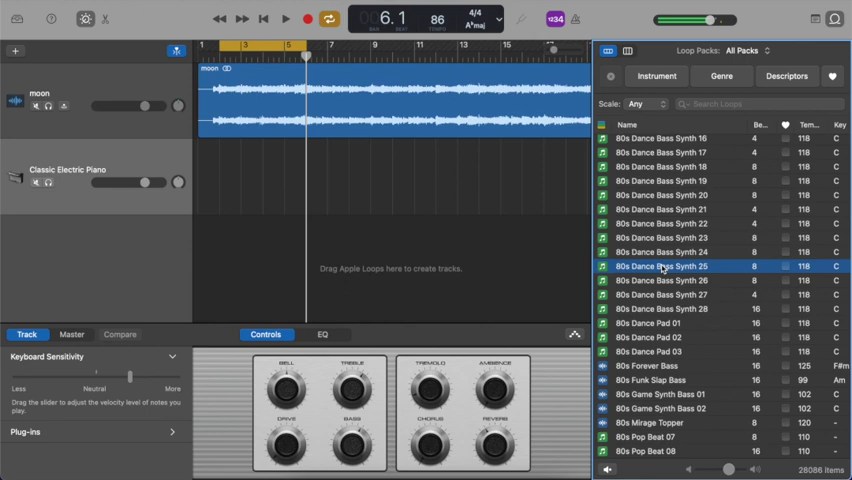 6.1
BAR BEAT
86
TEMPO
4/4
A♭maj
1234
1 3 5 7 9 11 13 15
moon
Classic Electric Piano
moon
Drag Apple Loops here to create tracks.
Loop Packs: All Packs
Instrument Genre Descriptors
Scale: Any Search Loops
Name Be... Tem... Key
80s Dance Bass Synth 16 4 118 C
80s Dance Bass Synth 17 4 118 C
80s Dance Bass Synth 18 8 118 C
80s Dance Bass Synth 19 8 118 C
80s Dance Bass Synth 20 8 118 C
80s Dance Bass Synth 21 4 118 C
80s Dance Bass Synth 22 4 118 C
80s Dance Bass Synth 23 8 118 C
80s Dance Bass Synth 24 8 118 C
80s Dance Bass Synth 25 8 118 C
80s Dance Bass Synth 26 8 118 C
80s Dance Bass Synth 27 4 118 C
80s Dance Bass Synth 28 16 118 C
80s Dance Pad 01 16 118 C
80s Dance Pad 02 16 118 C
80s Dance Pad 03 16 118 C
80s Forever Bass 16 125 F#m
80s Funk Slap Bass 16 99 Am
80s Game Synth Bass 01 16 102 C
80s Game Synth Bass 02 16 102 C
80s Mirage Topper 8 120 -
80s Pop Beat 07 8 110 -
80s Pop Beat 08 16 110 -
28086 items
Track Master Compare
Controls EQ
Keyboard Sensitivity
Less Neutral More
Drag the slider to adjust the velocity level of notes you
play.
Plug-ins
BELL TREBLE TREMOLO AMBIENCE
DRIVE BASS CHORUS REVERB